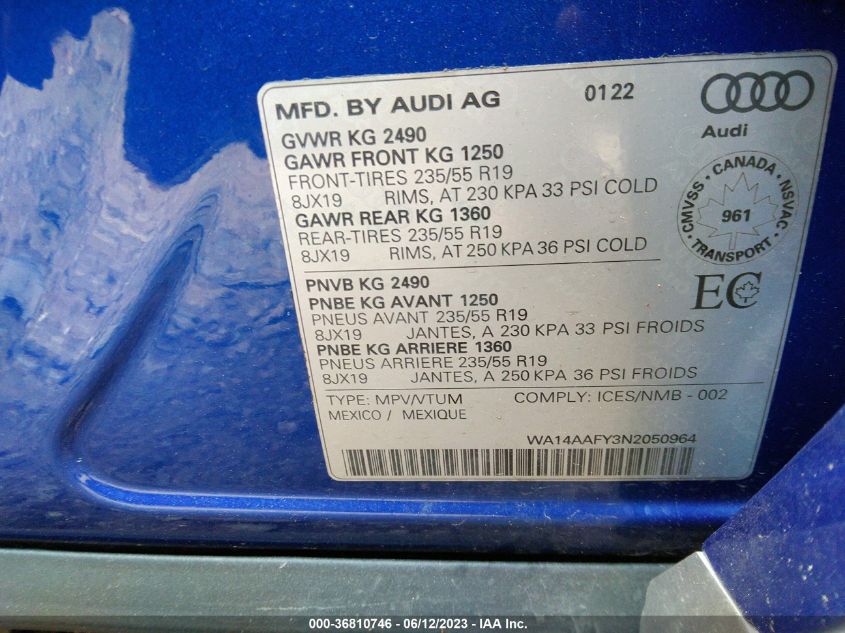 MFD. BY AUDI AG 0122
Audi
GVWR KG 2490
GAWR FRONT KG 1250
FRONT-TIRES 235/55 R19
8JX19 RIMS, AT 230 KPA 33 PSI COLD
GAWR REAR KG 1360
REAR-TIRES 235/55 R19
8JX19 RIMS, AT 250 KPA 36 PSI COLD
CANADA
CMVSS NSVAC
961
TRANSPORT
PNVB KG 2490
PNBE KG AVANT 1250
PNEUS AVANT 235/55 R19
8JX19 JANTES, A 230 KPA 33 PSI FROIDS
PNBE KG ARRIERE 1360
PNEUS ARRIERE 235/55 R19
8JX19 JANTES, A 250 KPA 36 PSI FROIDS
EC
TYPE: MPV/VTUM COMPLY: ICES/NMB - 002
MEXICO / MEXIQUE
WA14AAFY3N2050964
000-36810746 - 06/12/2023 - IAA Inc.